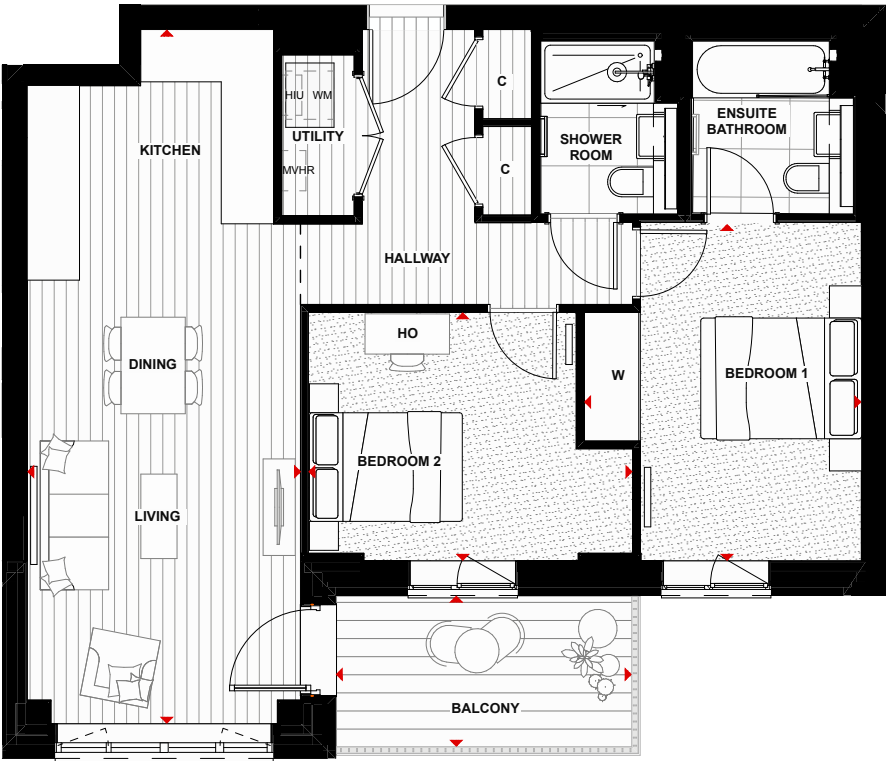 KITCHEN
HIU WM
UTILITY
MVHR
C
C
SHOWER
ROOM
ENSUITE
BATHROOM
HALLWAY
HO
DINING
W
BEDROOM 1
BEDROOM 2
LIVING
BALCONY